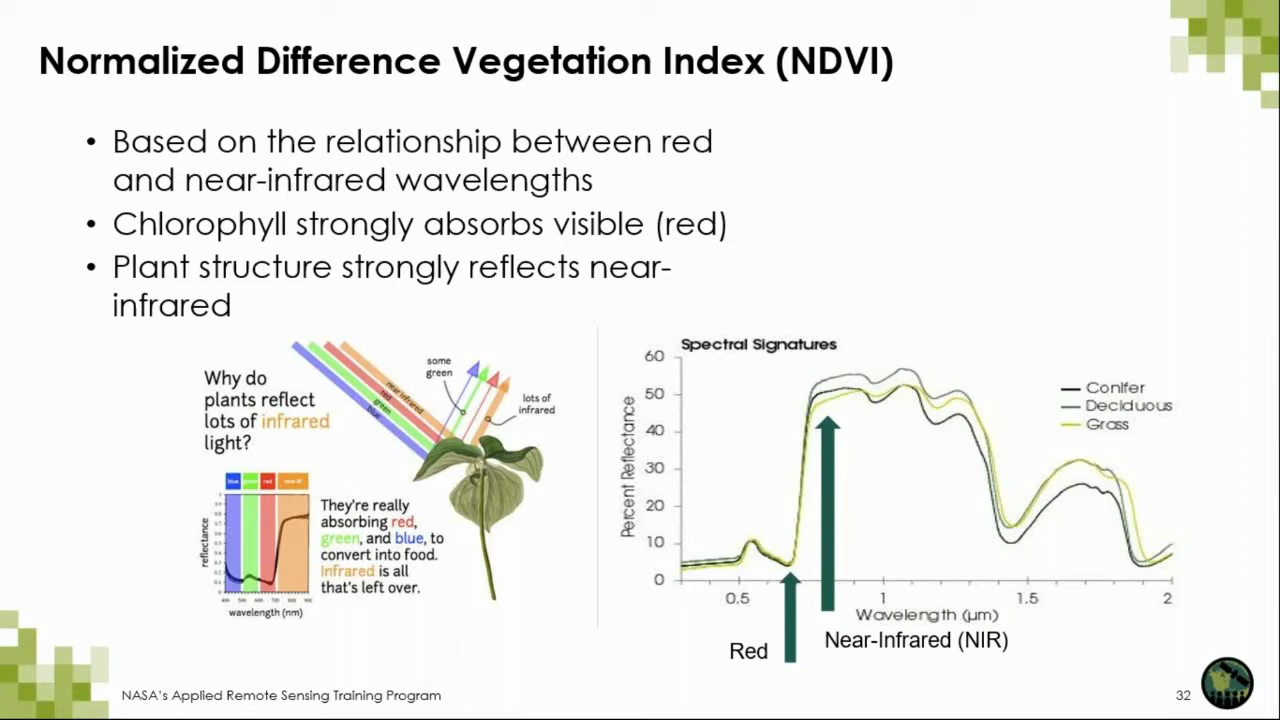 Normalized Difference Vegetation Index (NDVI)
• Based on the relationship between red
and near-infrared wavelengths
• Chlorophyll strongly absorbs visible (red)
• Plant structure strongly reflects near-
infrared
Why do
plants reflect
lots of infrared
light?
near infrared
red
green
blue
some
green
lots of
infrared
blue
green
red
near-IR
reflectance
wavelength (nm)
They're really
absorbing red,
green, and blue, to
convert into food.
Infrared is all
that's left over.
Spectral Signatures
60
50
40
30
20
10
0
Percent Reflectance
0.5
1
1.5
2
Wavelength (µm)
Conifer
Deciduous
Grass
Red
Near-Infrared (NIR)
NASA's Applied Remote Sensing Training Program
32